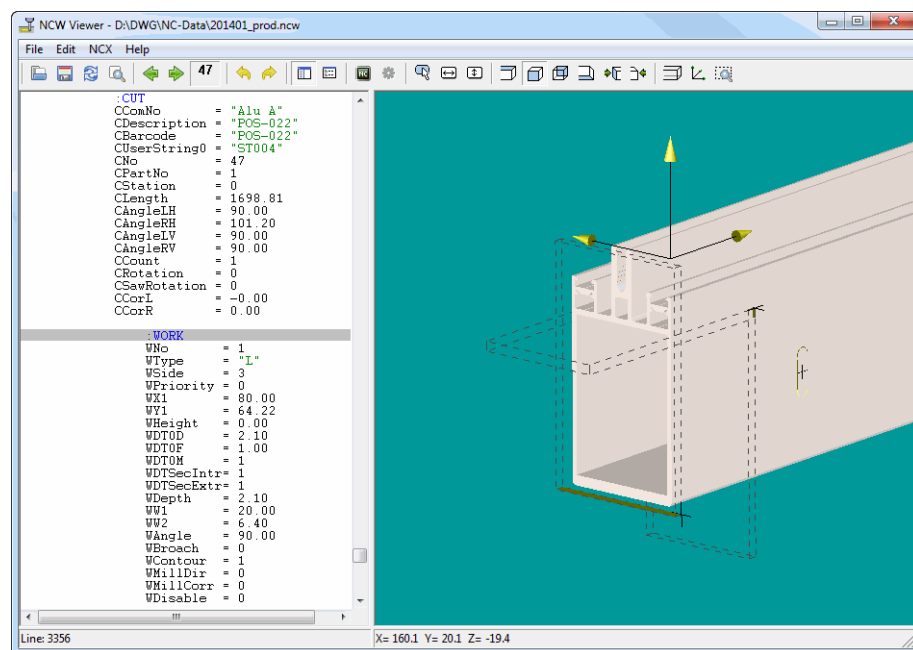 NCW Viewer - D:\DWG\NC-Data\201401_prod.ncw
File Edit NCX Help
47 NC
:CUT
CComNo = "Alu A"
CDescription = "POS-022"
CBarcode = "POS-022"
CUserString0 = "ST004"
CNo = 47
CPartNo = 1
CStation = 0
CLength = 1698.81
CAngleLH = 90.00
CAngleRH = 101.20
CAngleLV = 90.00
CAngleRV = 90.00
CCount = 1
CRotation = 0
CSawRotation = 0
CCorL = -0.00
CCorR = 0.00
:WORK
WNo = 1
WType = "L"
WSide = 3
WPriority = 0
WX1 = 80.00
WY1 = 64.22
WHeight = 0.00
WDT0D = 2.10
WDT0F = 1.00
WDT0M = 1
WDTSecIntr= 1
WDTSecExtr= 1
WDepth = 2.10
WW1 = 20.00
WW2 = 6.40
WAngle = 90.00
WBroach = 0
WContour = 1
WMillDir = 0
WMillCorr = 0
WDisable = 0
Line: 3356
X= 160.1 Y= 20.1 Z= -19.4